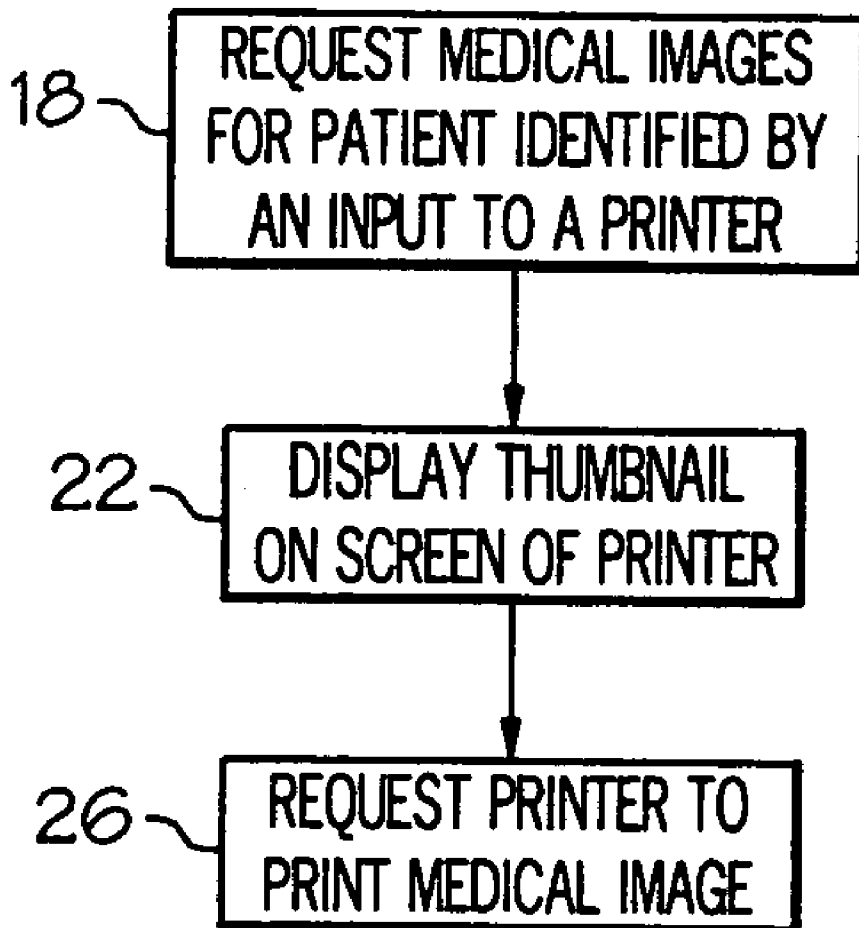 18
REQUEST MEDICAL IMAGES
FOR PATIENT IDENTIFIED BY
AN INPUT TO A PRINTER
22
DISPLAY THUMBNAIL
ON SCREEN OF PRINTER
26
REQUEST PRINTER TO
PRINT MEDICAL IMAGE